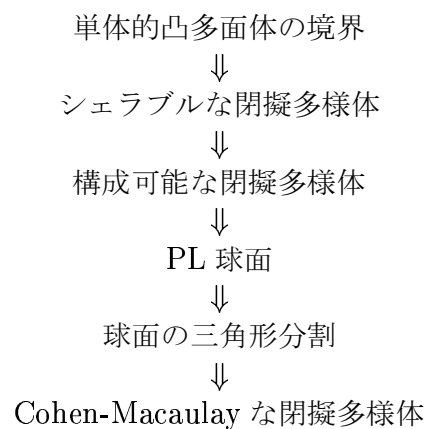 単体的凸多面体の境界
⇓
シェラブルな閉擬多様体
⇓
構成可能な閉擬多様体
⇓
PL 球面
⇓
球面の三角形分割
⇓
Cohen-Macaulay な閉擬多様体